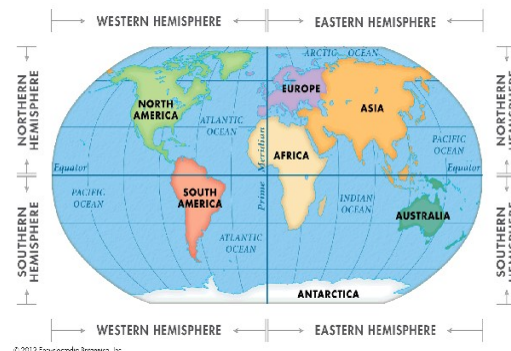 WESTERN HEMISPHERE
EASTERN HEMISPHERE
NORTHERN
HEMISPHERE
NORTHERN
HEMISPHERE
ARCTIC OCEAN
NORTH
AMERICA
EUROPE
ASIA
ATLANTIC
OCEAN
PACIFIC
OCEAN
AFRICA
Prime Meridian
Equator
Equator
PACIFIC
OCEAN
SOUTH
AMERICA
INDIAN
OCEAN
AUSTRALIA
ATLANTIC
OCEAN
ANTARCTICA
SOUTHERN
HEMISPHERE
SOUTHERN
WESTERN HEMISPHERE
EASTERN HEMISPHERE